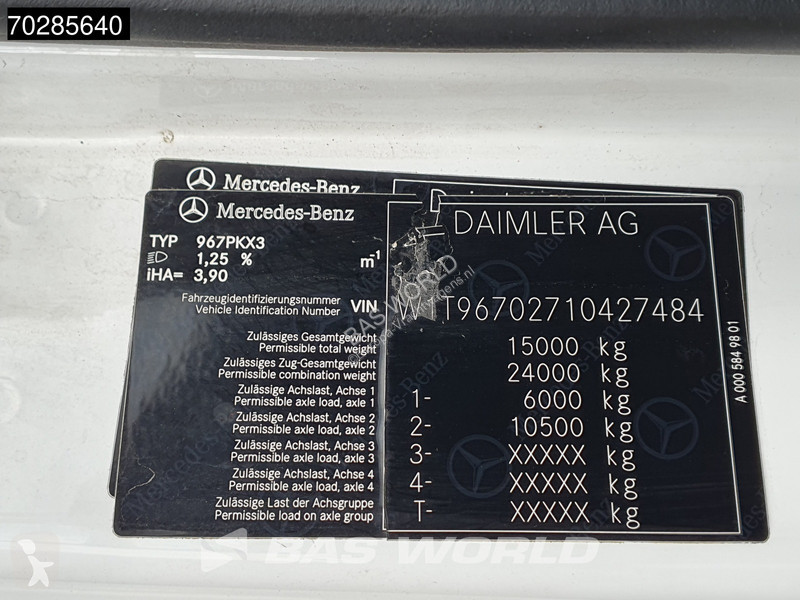 70285640
Mercedes-Benz
Mercedes-Benz
DAIMLER AG
TYP 967PKX3
1,25 % m-1
iHA= 3,90
Fahrzeugidentifizierungsnummer
Vehicle Identification Number VIN T96702710427484
Zulässiges Gesamtgewicht
Permissible total weight 15000 kg
Zulässiges Zug-Gesamtgewicht
Permissible combination weight 24000 kg
Zulässige Achslast, Achse 1
Permissible axle load, axle 1 1- 6000 kg
Zulässige Achslast, Achse 2
Permissible axle load, axle 2 2- 10500 kg
Zulässige Achslast, Achse 3
Permissible axle load, axle 3 3- XXXXX kg
Zulässige Achslast, Achse 4
Permissible axle load, axle 4 4- XXXXX kg
Zulässige Last der Achsgruppe
Permissible load on axle group T- XXXXX kg
A 000 584 98 01
BAS WORLD
BAS WORLD